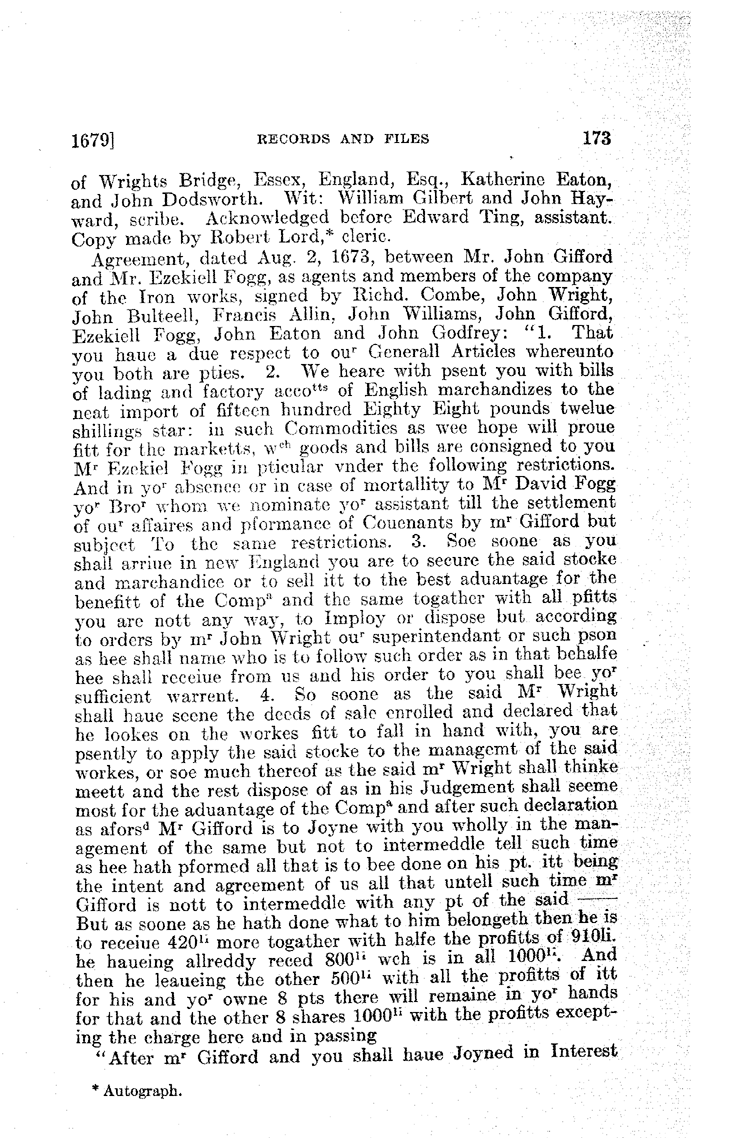 1679] RECORDS AND FILES 173
of Wrights Bridge, Essex, England, Esq., Katherine Eaton,
and John Dodsworth. Wit: William Gilbert and John Hay-
ward, scribe. Acknowledged before Edward Ting, assistant.
Copy made by Robert Lord,* cleric.
Agreement, dated Aug. 2, 1673, between Mr. John Gifford
and Mr. Ezekiell Fogg, as agents and members of the company
of the Iron works, signed by Richd. Combe, John Wright,
John Bulteell, Francis Allin, John Williams, John Gifford,
Ezekiell Fogg, John Eaton and John Godfrey: "1. That
you haue a due respect to ouʳ Generall Articles whereunto
you both are pties. 2. We heare with psent you with bills
of lading and factory accoᵗᵗˢ of English marchandizes to the
neat import of fifteen hundred Eighty Eight pounds twelue
shillings star: in such Commodities as wee hope will proue
fitt for the marketts, wᶜʰ goods and bills are consigned to you
Mʳ Ezekiel Fogg in pticular vnder the following restrictions.
And in yoʳ absence or in case of mortallity to Mʳ David Fogg
yoʳ Broʳ whom we nominate yoʳ assistant till the settlement
of ouʳ affaires and pformance of Couenants by mʳ Gifford but
subject To the same restrictions. 3. Soe soone as you
shall arriue in new England you are to secure the said stocke
and marchandice or to sell itt to the best aduantage for the
benefitt of the Compᵃ and the same togather with all pfitts
you are nott any way, to Imploy or dispose but according
to orders by mʳ John Wright ouʳ superintendant or such pson
as hee shall name who is to follow such order as in that behalfe
hee shall receiue from us and his order to you shall bee yoʳ
sufficient warrent. 4. So soone as the said Mʳ Wright
shall haue seene the deeds of sale enrolled and declared that
he lookes on the workes fitt to fall in hand with, you are
psently to apply the said stocke to the managemt of the said
workes, or soe much thereof as the said mʳ Wright shall thinke
meett and the rest dispose of as in his Judgement shall seeme
most for the aduantage of the Compᵃ and after such declaration
as aforsᵈ Mʳ Gifford is to Joyne with you wholly in the man-
agement of the same but not to intermeddle tell such time
as hee hath pformed all that is to bee done on his pt. itt being
the intent and agreement of us all that untell such time mʳ
Gifford is nott to intermeddle with any pt of the said ——
But as soone as he hath done what to him belongeth then he is
to receiue 420ˡⁱ more togather with halfe the profitts of 910li.
he haueing allreddy reced 800ˡⁱ wch is in all 1000ˡⁱ. And
then he leaueing the other 500ˡⁱ with all the profitts of itt
for his and yoʳ owne 8 pts there will remaine in yoʳ hands
for that and the other 8 shares 1000ˡⁱ with the profitts except-
ing the charge here and in passing
"After mʳ Gifford and you shall haue Joyned in Interest
* Autograph.